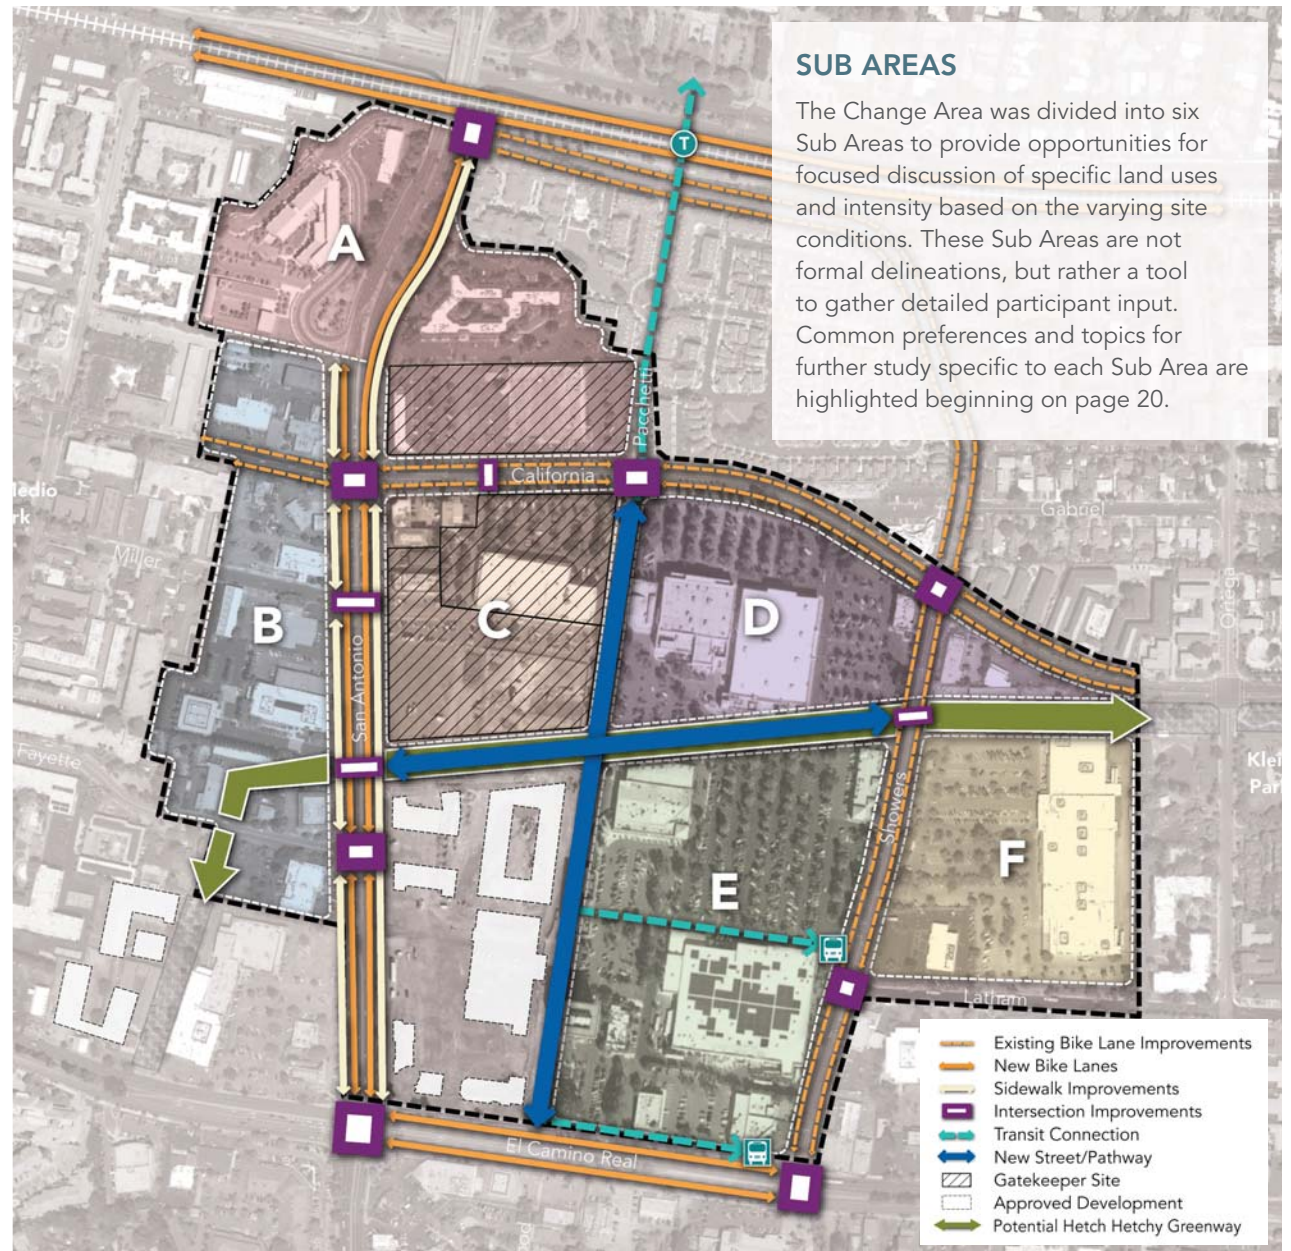 SUB AREAS
The Change Area was divided into six
Sub Areas to provide opportunities for
focused discussion of specific land uses
and intensity based on the varying site
conditions. These Sub Areas are not
formal delineations, but rather a tool
to gather detailed participant input.
Common preferences and topics for
further study specific to each Sub Area are
highlighted beginning on page 20.
T
A
Pacchetti
California
Gabriel
Ortega
Miller
B
C
D
San Antonio
Fayette
Showers
E
F
Latham
El Camino Real
Existing Bike Lane Improvements
New Bike Lanes
Sidewalk Improvements
Intersection Improvements
Transit Connection
New Street/Pathway
Gatekeeper Site
Approved Development
Potential Hetch Hetchy Greenway